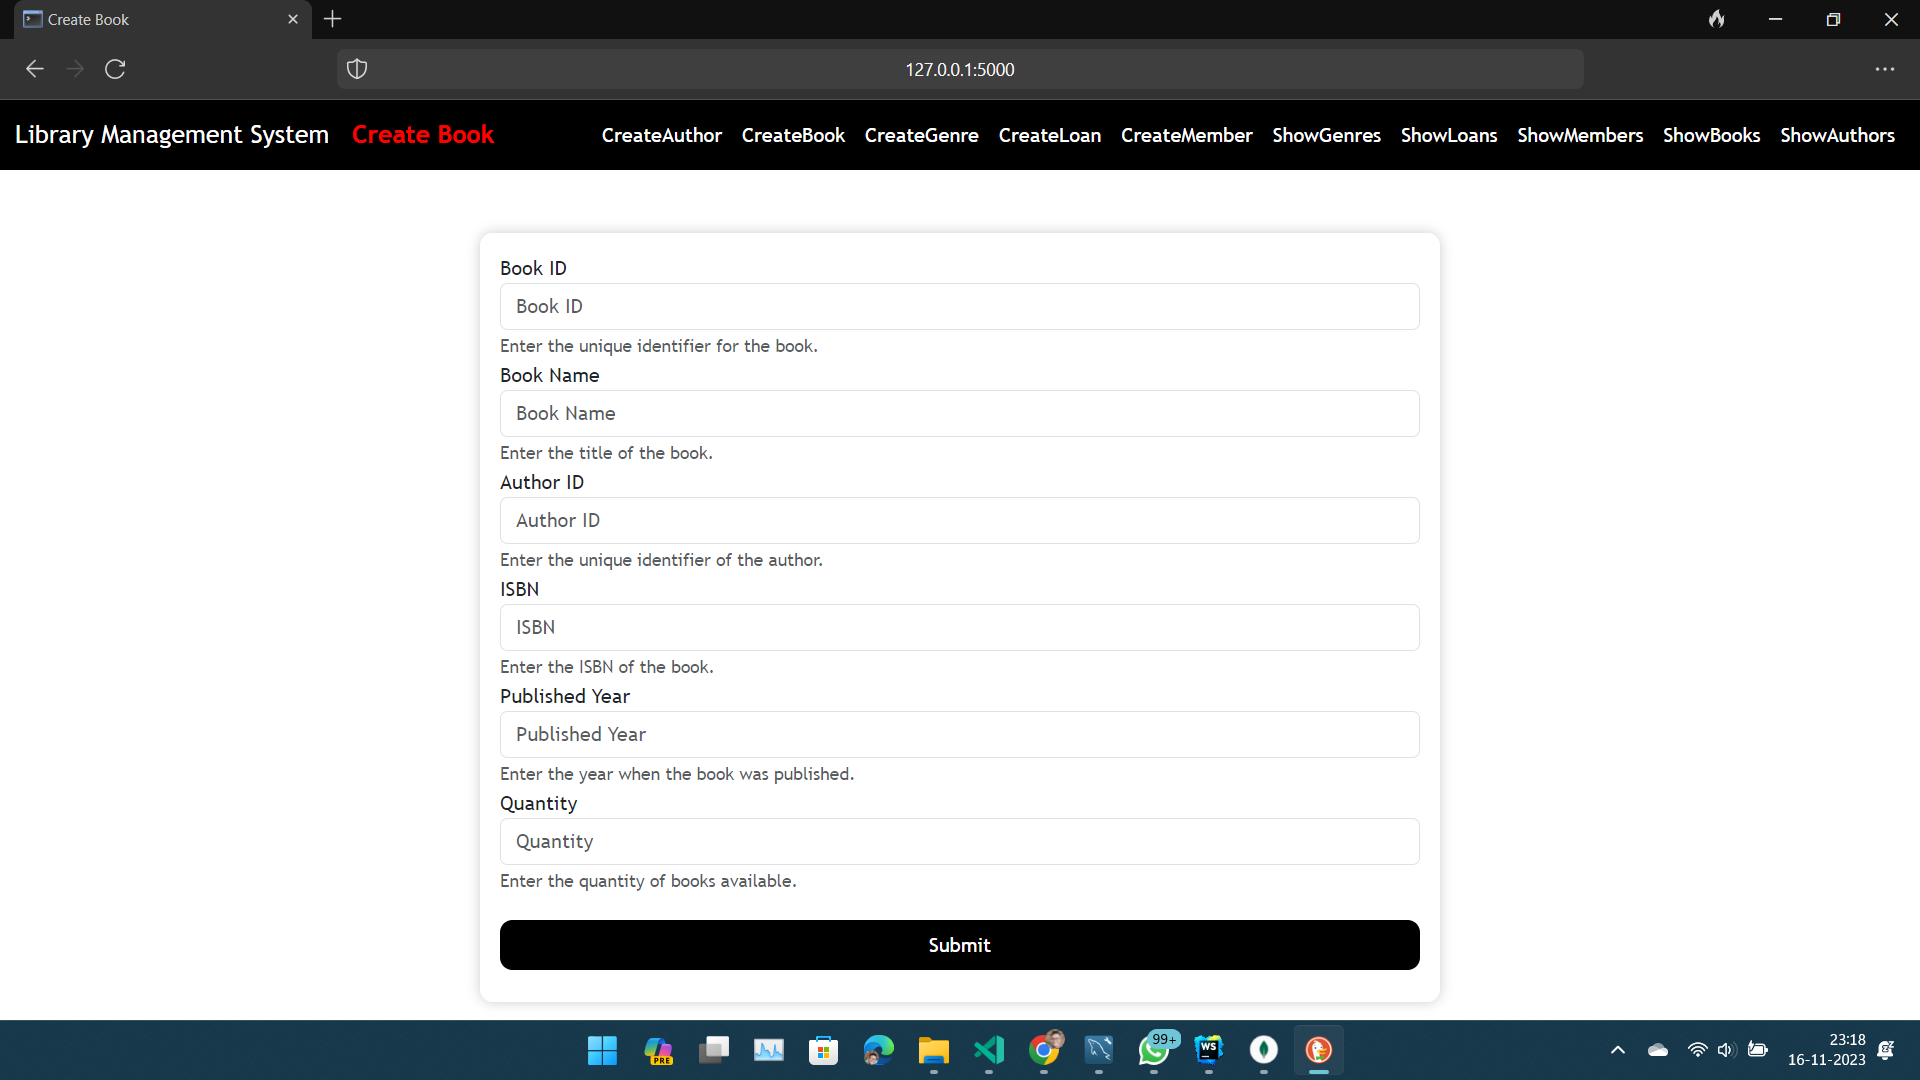 Create Book
127.0.0.1:5000
Library Management System Create Book CreateAuthor CreateBook CreateGenre CreateLoan CreateMember ShowGenres ShowLoans ShowMembers ShowBooks ShowAuthors
Book ID
Book ID
Enter the unique identifier for the book.
Book Name
Book Name
Enter the title of the book.
Author ID
Author ID
Enter the unique identifier of the author.
ISBN
ISBN
Enter the ISBN of the book.
Published Year
Published Year
Enter the year when the book was published.
Quantity
Quantity
Enter the quantity of books available.
Submit
PRE
99+
WS
23:18
16-11-2023